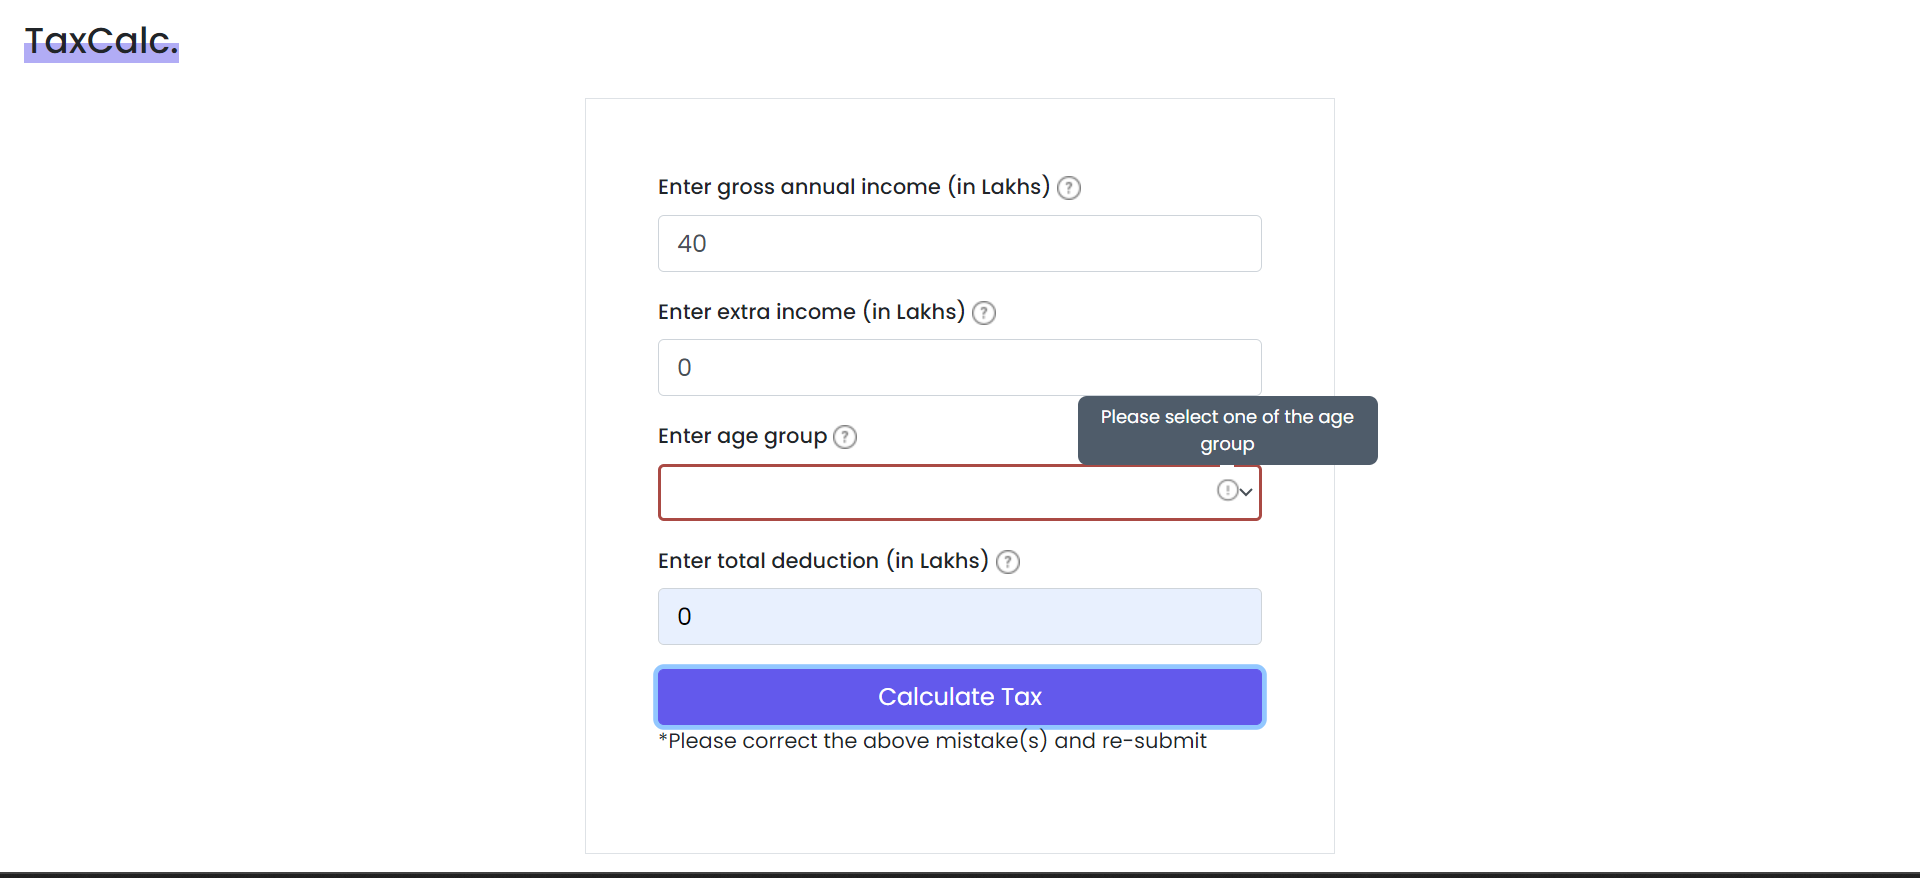 TaxCalc.
Enter gross annual income (in Lakhs) ?
40
Enter extra income (in Lakhs) ?
0
Please select one of the age
group
Enter age group ?
!
Enter total deduction (in Lakhs) ?
0
Calculate Tax
*Please correct the above mistake(s) and re-submit